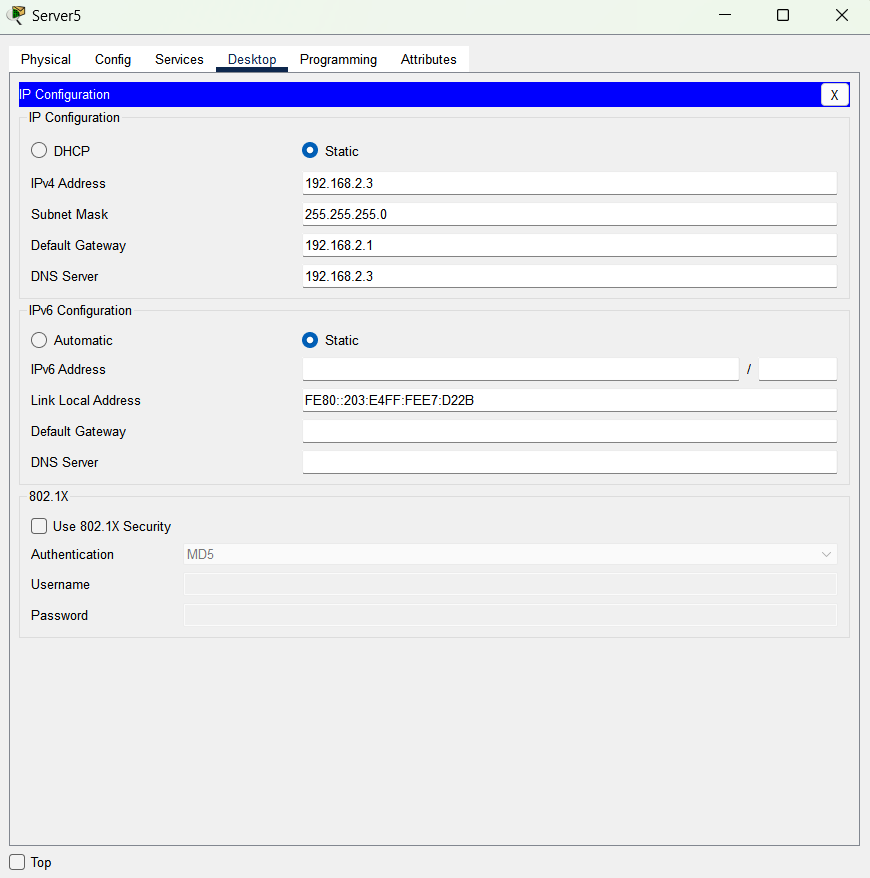 Server5
Physical Config Services Desktop Programming Attributes
IP Configuration X
IP Configuration
DHCP Static
IPv4 Address 192.168.2.3
Subnet Mask 255.255.255.0
Default Gateway 192.168.2.1
DNS Server 192.168.2.3
IPv6 Configuration
Automatic Static
IPv6 Address /
Link Local Address FE80::203:E4FF:FEE7:D22B
Default Gateway
DNS Server
802.1X
Use 802.1X Security
Authentication MD5
Username
Password
Top